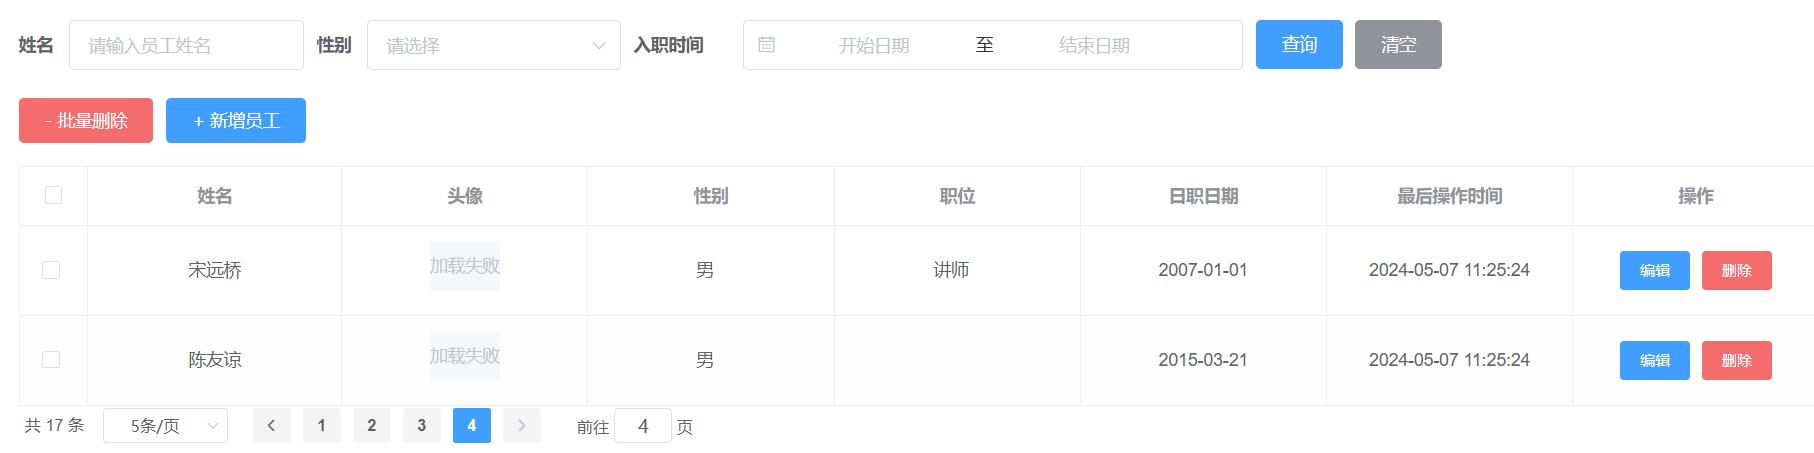 姓名 请输入员工姓名 性别 请选择 入职时间 开始日期 至 结束日期 查询 清空
- 批量删除 + 新增员工
姓名 头像 性别 职位 日职日期 最后操作时间 操作
宋远桥 加载失败 男 讲师 2007-01-01 2024-05-07 11:25:24 编辑 删除
陈友谅 加载失败 男 2015-03-21 2024-05-07 11:25:24 编辑 删除
共 17 条 5条/页 1 2 3 4 前往 4 页